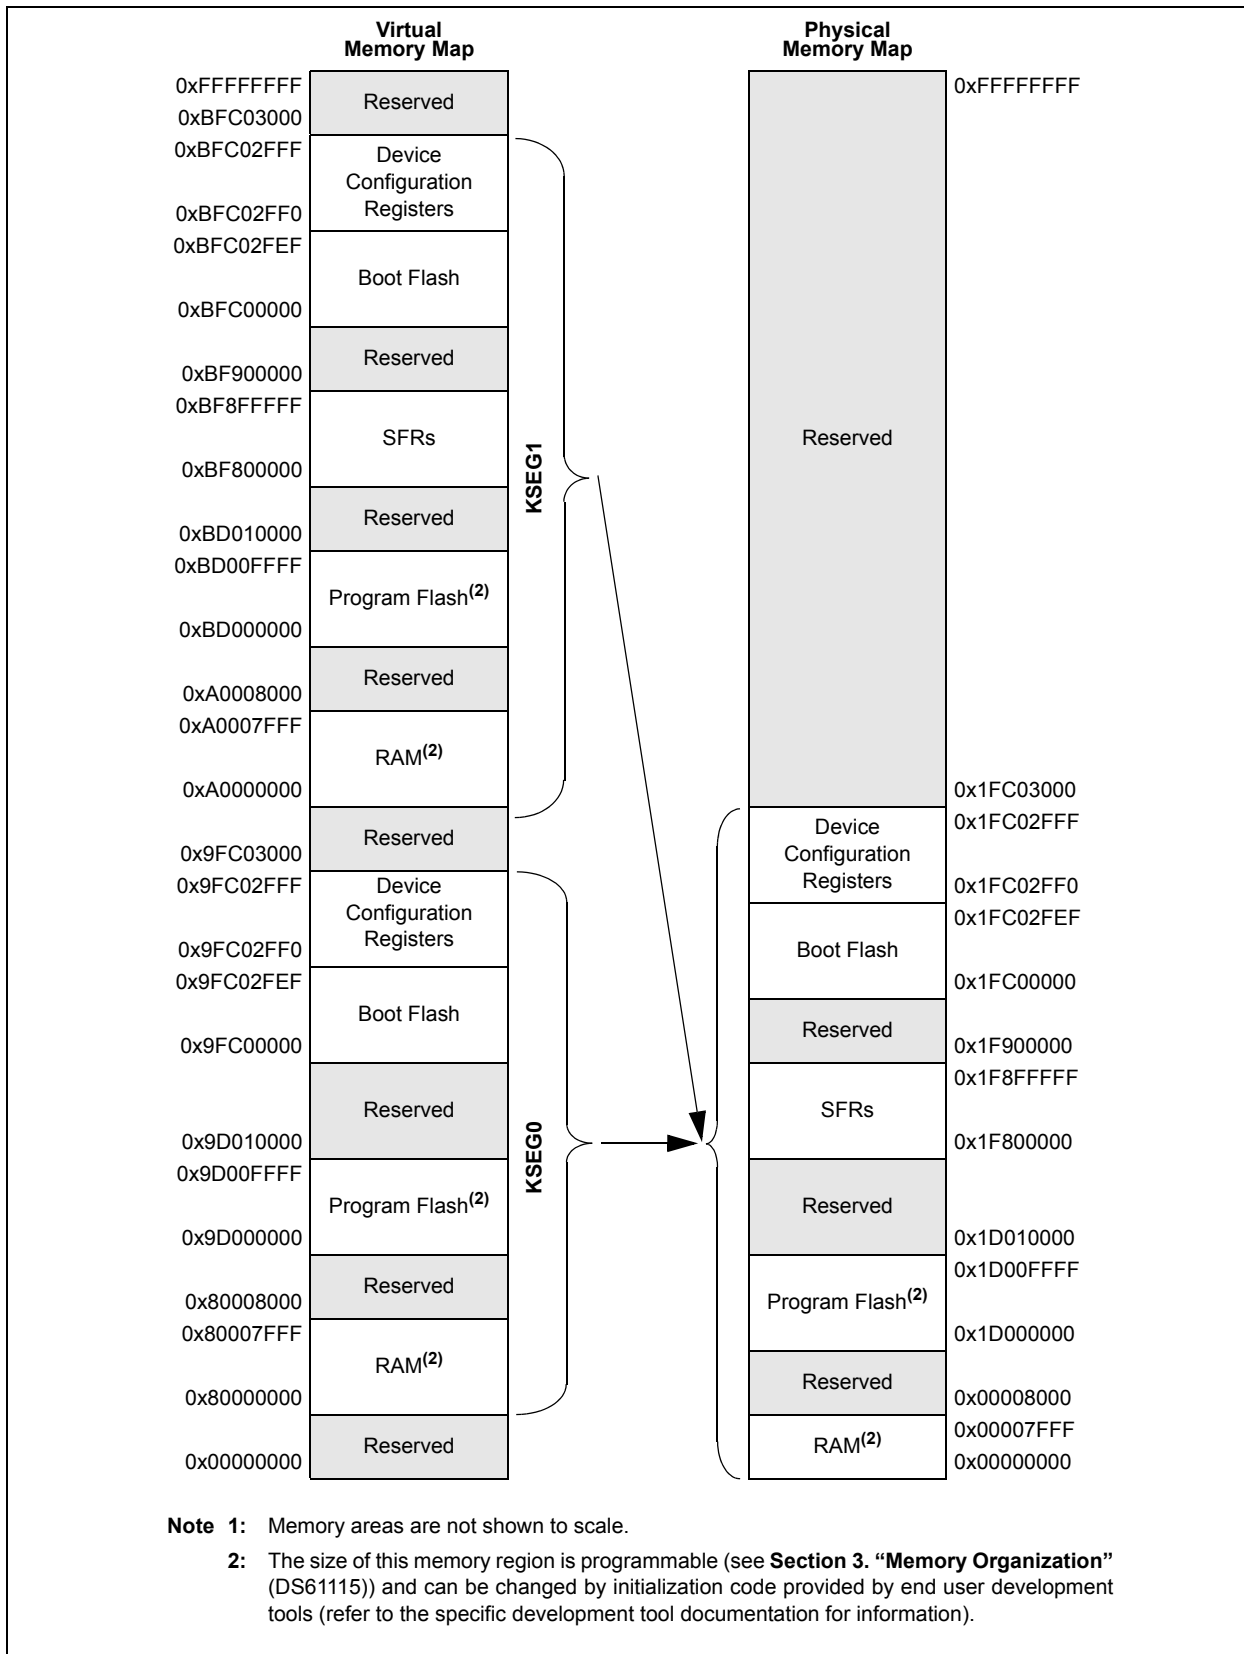 Virtual
Memory Map
0xFFFFFFFF
Reserved
0xBFC03000
0xBFC02FFF
Device
Configuration
Registers
0xBFC02FF0
0xBFC02FEF
Boot Flash
0xBFC00000
Reserved
0xBF900000
0xBF8FFFFF
SFRs
0xBF800000
Reserved
0xBD010000
0xBD00FFFF
Program Flash(2)
0xBD000000
Reserved
0xA0008000
0xA0007FFF
RAM(2)
0xA0000000
Reserved
0x9FC03000
0x9FC02FFF
Device
Configuration
Registers
0x9FC02FF0
0x9FC02FEF
Boot Flash
0x9FC00000
Reserved
0x9D010000
0x9D00FFFF
Program Flash(2)
0x9D000000
Reserved
0x80008000
0x80007FFF
RAM(2)
0x80000000
Reserved
0x00000000
KSEG1
KSEG0
Physical
Memory Map
0xFFFFFFFF
Reserved
0x1FC03000
0x1FC02FFF
Device
Configuration
Registers
0x1FC02FF0
0x1FC02FEF
Boot Flash
0x1FC00000
Reserved
0x1F900000
0x1F8FFFFF
SFRs
0x1F800000
Reserved
0x1D010000
0x1D00FFFF
Program Flash(2)
0x1D000000
Reserved
0x00008000
0x00007FFF
RAM(2)
0x00000000
Note 1: Memory areas are not shown to scale.
2: The size of this memory region is programmable (see Section 3. “Memory Organization”
(DS61115)) and can be changed by initialization code provided by end user development
tools (refer to the specific development tool documentation for information).